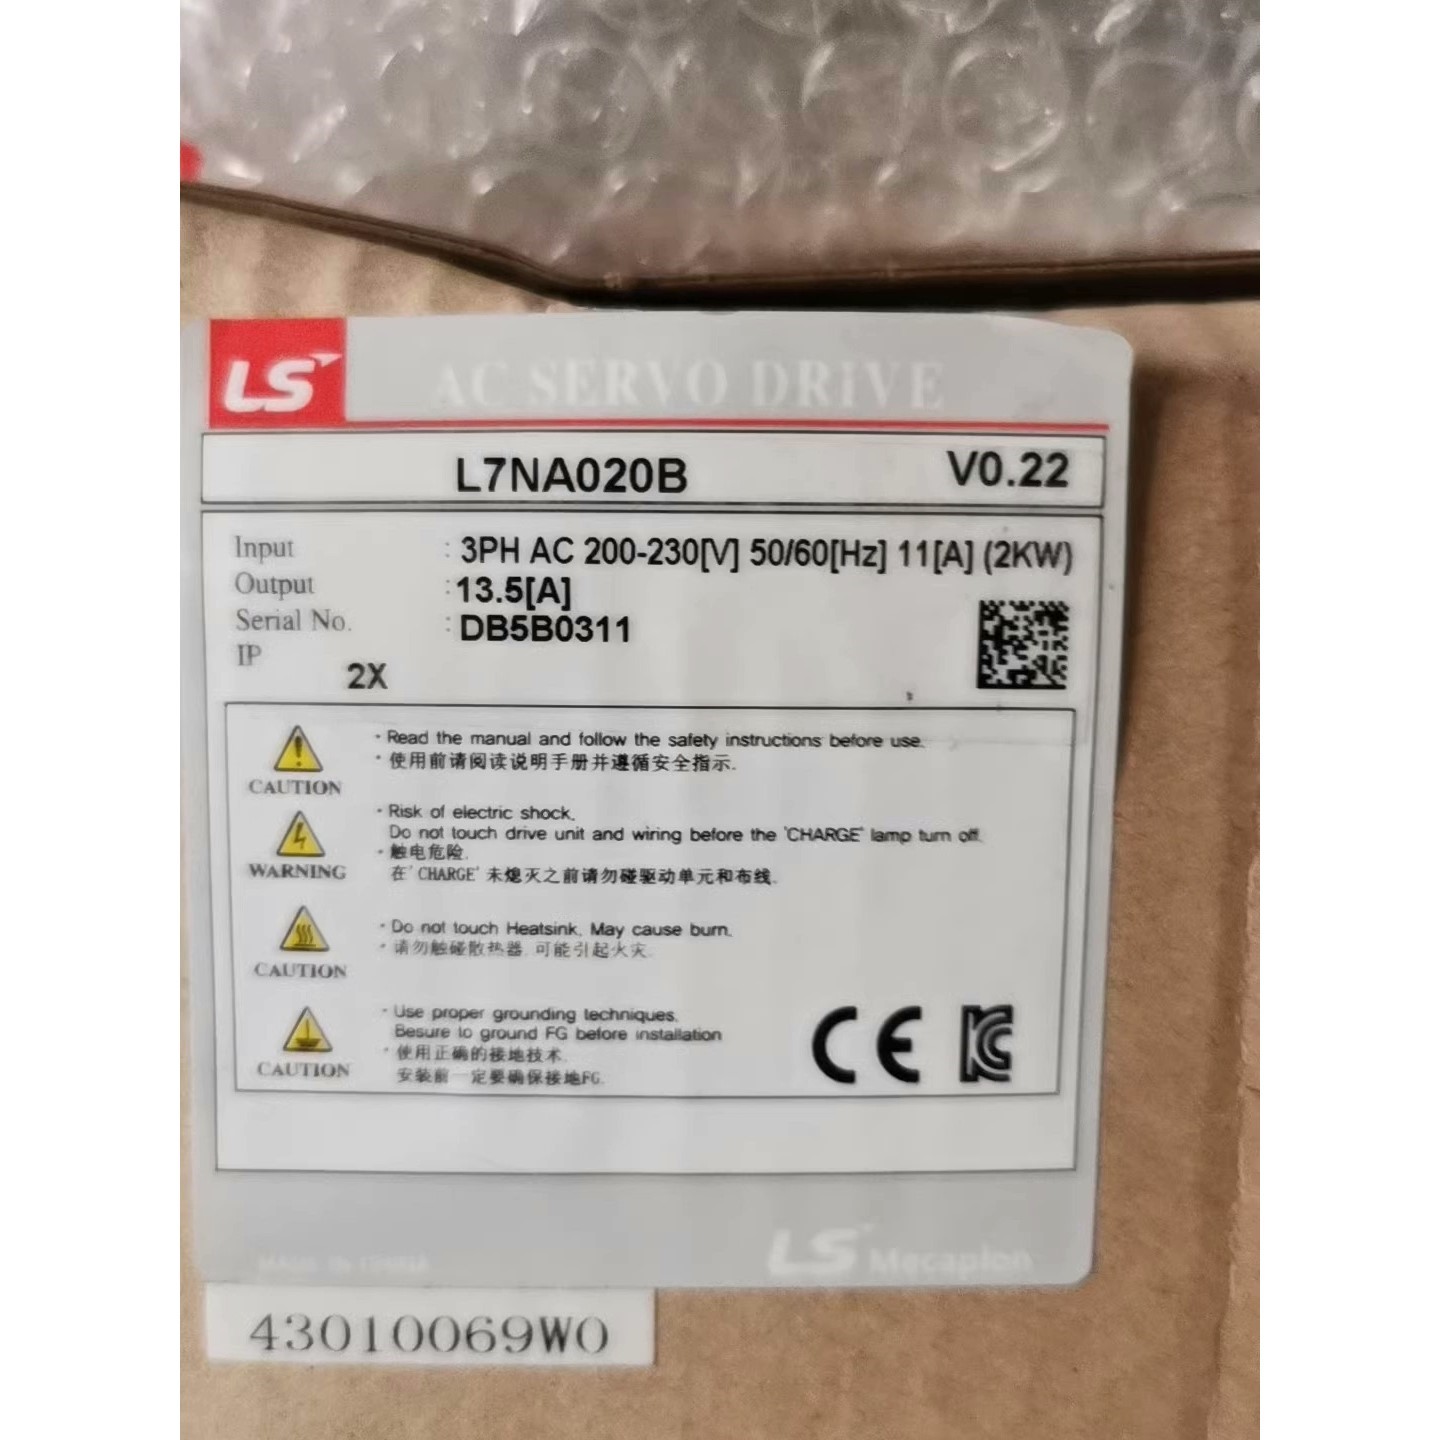 LS
AC SERVO DRIVE
L7NA020B V0.22
Input : 3PH AC 200-230[V] 50/60[Hz] 11[A] (2KW)
Output : 13.5[A]
Serial No. : DB5B0311
IP 2X
CAUTION
· Read the manual and follow the safety instructions before use.
· 使用前请阅读说明手册并遵循安全指示.
WARNING
· Risk of electric shock.
Do not touch drive unit and wiring before the 'CHARGE' lamp turn off.
· 触电危险.
在'CHARGE'未熄灭之前请勿碰驱动单元和布线.
CAUTION
· Do not touch Heatsink. May cause burn.
· 请勿触碰散热器. 可能引起火灾.
CAUTION
· Use proper grounding techniques.
Besure to ground FG before installation
· 使用正确的接地技术.
安装前一定要确保接地FG.
CE KC
MADE IN KOREA
LS Mecapion
43010069W0